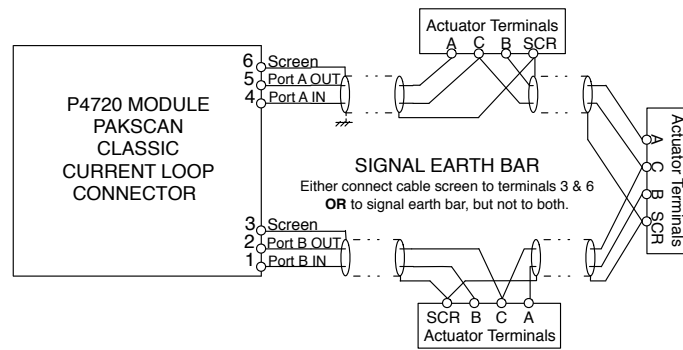 Actuator Terminals
A C B SCR
6 Screen
5 Port A OUT
4 Port A IN
P4720 MODULE
PAKSCAN
CLASSIC
CURRENT LOOP
CONNECTOR
SIGNAL EARTH BAR
Either connect cable screen to terminals 3 & 6
OR to signal earth bar, but not to both.
A
C
B
SCR
Actuator Terminals
3 Screen
2 Port B OUT
1 Port B IN
SCR B C A
Actuator Terminals